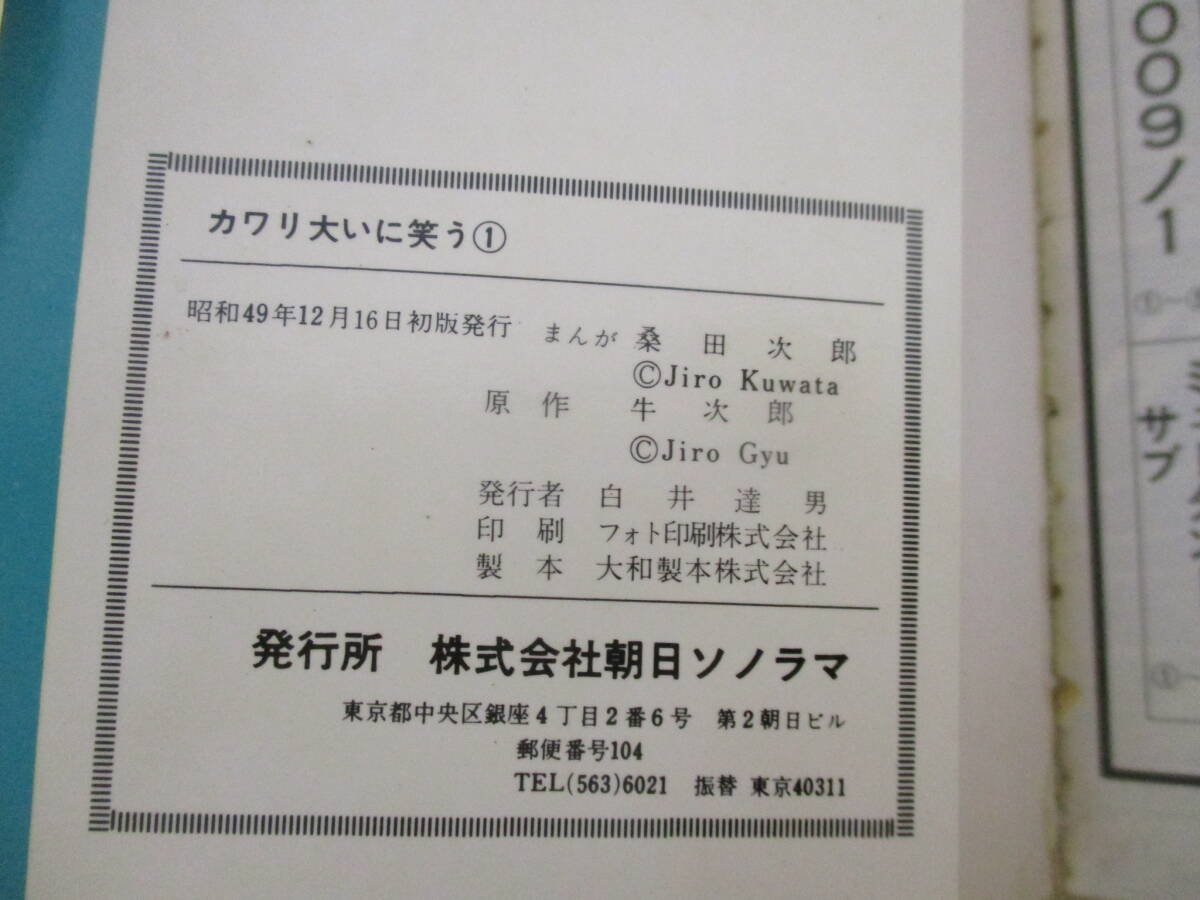 カワリ大いに笑う①
昭和49年12月16日初版発行 まんが 桑田次郎
©Jiro Kuwata
原作 牛次郎
©Jiro Gyu
発行者 白井達男
印刷 フォト印刷株式会社
製本 大和製本株式会社
発行所 株式会社朝日ソノラマ
東京都中央区銀座4丁目2番6号 第2朝日ビル
郵便番号104
TEL(563)6021 振替 東京40311
009ノ1
サブ